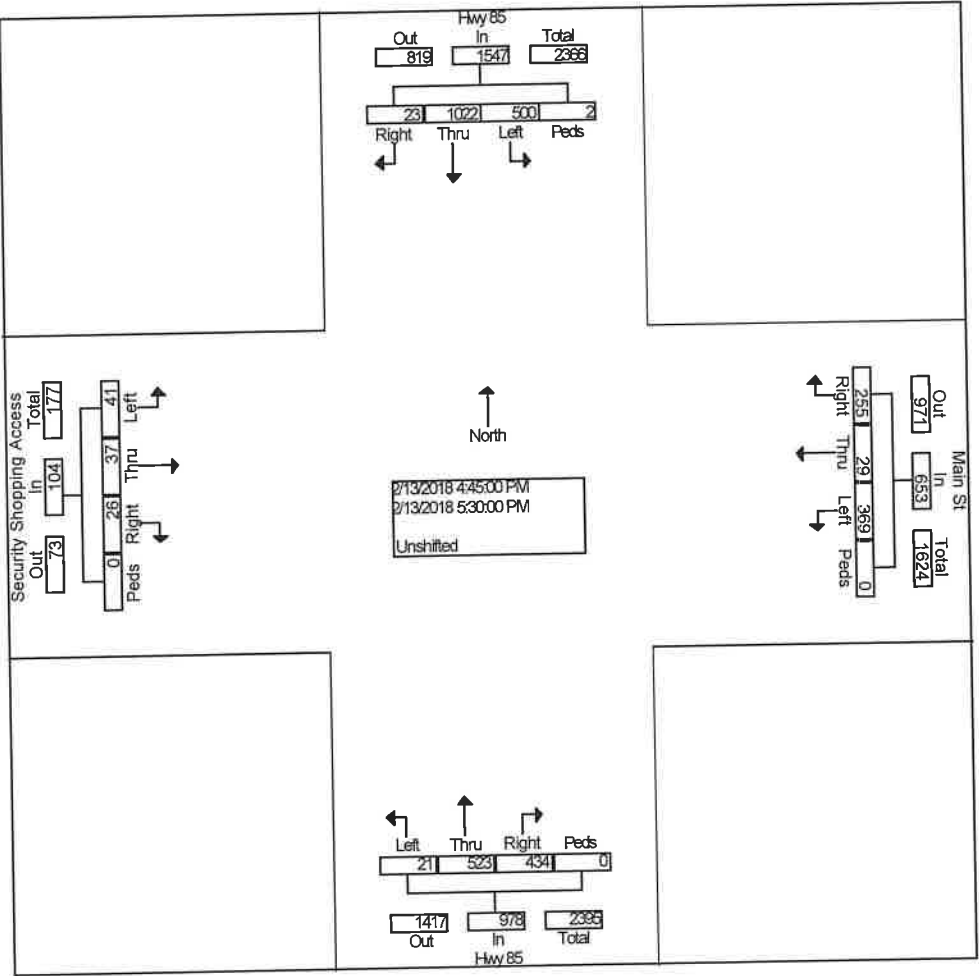 Hwy 85
Out In Total
819 1547 2366
23 1022 500 2
Right Thru Left Peds
Security Shopping Access
Total In Out
177 104 73
41 37 26 0
Left Thru Right Peds
North
2/13/2018 4:45:00 PM
2/13/2018 5:30:00 PM
Unshifted
Main St
Out In Total
971 653 1624
255 29 369 0
Right Thru Left Peds
Left Thru Right Peds
21 523 434 0
1417 978 2395
Out In Total
Hwy 85